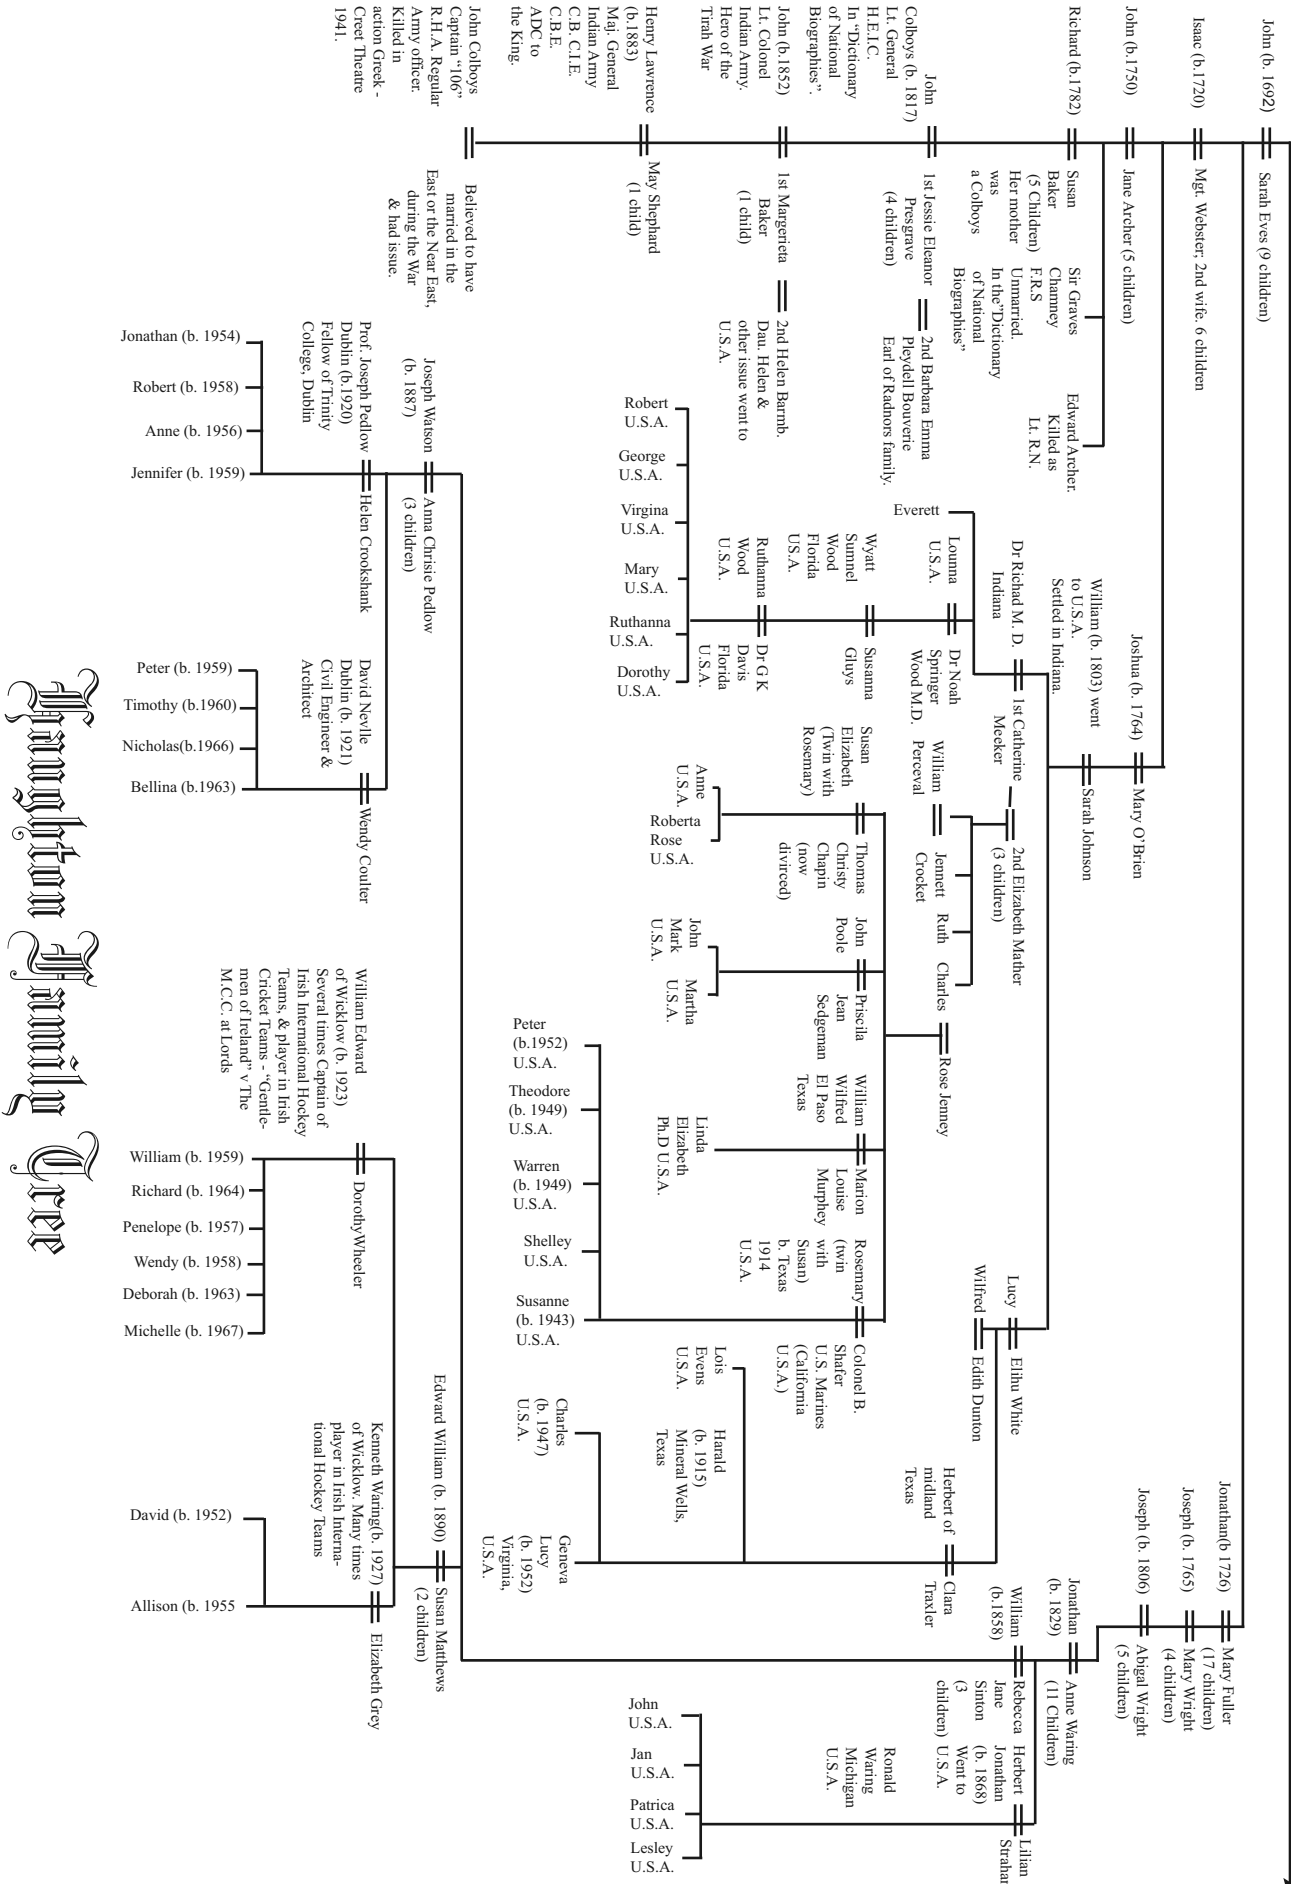 John (b. 1692)
Sarah Eves (9 children)
Isaac (b.1720)
Mgt. Webster; 2nd wife. 6 children
John (b.1750)
Jane Archer (5 children)
Richard (b.1782)
Susan
Baker
(5 Children)
Her mother
was
a Colboys
Sir Graves
Chamney
F.R.S
Unmarried.
In the"Dictionary
of National
Biographies"
Edward Archer.
Killed as
Lt. R.N.
John
Colboys (b. 1817)
Lt. General
H.E.I.C.
In "Dictionary
of National
Biographies".
1st Jessie Eleanor
Presgrave
(4 children)
2nd Barbara Emma
Pleydell Bouverie
Earl of Radnors family.
John (b.1852)
Lt. Colonel
Indian Army.
Hero of the
Tirah War
1st Margerieta
Baker
(1 child)
2nd Helen Barmb.
Dau. Helen &
other issue went to
U.S.A.
Henry Lawrence
(b.1883)
Maj. General
Indian Army
C.B. C.I.E.
C.B.E.
ADC to
the King.
May Shephard
(1 child)
John Colboys
Captain "106"
R.H.A. Regular
Army officer.
Killed in
action Greek -
Creet Theatre
1941.
Believed to have
married in the
East or the Near East,
during the War
& had issue.
Joshua (b. 1764)
Mary O'Brien
William (b. 1803) went
to U.S.A.
Settled in Indiana.
Sarah Johnson
Dr Richad M. D.
Indiana
1st Catherine
Meeker
2nd Elizabeth Mather
(3 children)
Everett
Lounna
U.S.A.
Dr Noah
Springer
Wood M.D.
Wyatt
Sumnel
Wood
Florida
USA.
Susanna
Gluys
Ruthanna
Wood
U.S.A.
Dr G K
Davis
Florida
U.S.A.
Robert
U.S.A.
George
U.S.A.
Virgina
U.S.A.
Mary
U.S.A.
Ruthanna
U.S.A.
Dorothy
U.S.A.
William
Perceval
Jennett
Crocket
Ruth
Charles
Rose Jenney
Susan
Elizabeth
(Twin with
Rosemary)
Thomas
Christy
Chapin
(now
divirced)
Anne
U.S.A.
Roberta
Rose
U.S.A.
John
Poole
Priscila
Jean
Sedgeman
John
Mark
U.S.A.
Martha
U.S.A.
William
Wilfred
El Paso
Texas
Marion
Louise
Murphey
Linda
Elizabeth
Ph.D U.S.A.
Rosemary
(twin
with
Susan)
b. Texas
1914
U.S.A.
Colonel B.
Shafer
U.S. Marines
(California
U.S.A.)
Peter
(b.1952)
U.S.A.
Theodore
(b. 1949)
U.S.A.
Warren
(b. 1949)
U.S.A.
Shelley
U.S.A.
Susanne
(b. 1943)
U.S.A.
Lucy
Elihu White
Wilfred
Edith Dunton
Herbert of
midland
Texas
Clara
Traxler
Lois
Evens
U.S.A.
Harald
(b. 1915)
Mineral Wells,
Texas
Charles
(b. 1947)
U.S.A.
Geneva
Lucy
(b. 1952)
Virginia,
U.S.A.
Jonathan(b 1726)
Mary Fuller
(17 children)
Joseph (b. 1765)
Mary Wright
(4 children)
Joseph (b. 1806)
Abigal Wright
(5 children)
Jonathan
(b. 1829)
Anne Waring
(11 Children)
William
(b.1858)
Rebecca
Jane
Sinton
(3
children)
Herbert
Jonathan
(b. 1868)
Went to
U.S.A.
Lilian
Strahan
Ronald
Waring
Michigan
U.S.A.
John
U.S.A.
Jan
U.S.A.
Patrica
U.S.A.
Lesley
U.S.A.
Joseph Watson
(b. 1887)
Anna Chrisie Pedlow
(3 children)
Prof. Joseph Pedlow
Dublin (b.1920)
Fellow of Trinity
College, Dublin
Helen Crookshank
Jonathan (b. 1954)
Robert (b. 1958)
Anne (b. 1956)
Jennifer (b. 1959)
David Nevlle
Dublin (b. 1921)
Civil Engineer &
Architect
Wendy Coulter
Peter (b. 1959)
Timothy (b.1960)
Nicholas(b.1966)
Bellina (b.1963)
Edward William (b. 1890)
Susan Matthews
(2 children)
William Edward
of Wicklow (b. 1923)
Several times Captain of
Irish International Hockey
Teams, & player in Irish
Cricket Teams - "Gentle-
men of Ireland" v The
M.C.C. at Lords
DorothyWheeler
William (b. 1959)
Richard (b. 1964)
Penelope (b. 1957)
Wendy (b. 1958)
Deborah (b. 1963)
Michelle (b. 1967)
Kenneth Waring(b. 1927)
of Wicklow. Many times
player in Irish Interna-
tional Hockey Teams
Elizabeth Grey
David (b. 1952)
Allison (b. 1955
Haughton Family Tree